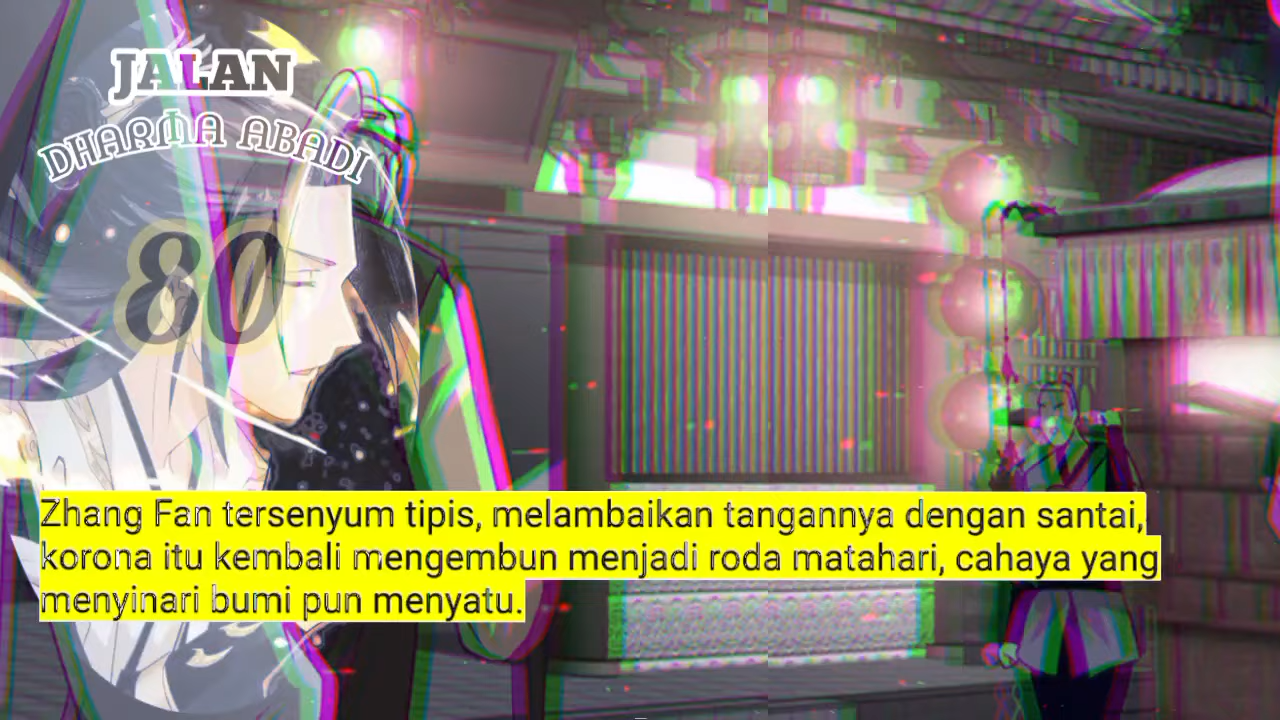 JALAN
DHARMA ABADI
80
Zhang Fan tersenyum tipis, melambaikan tangannya dengan santai,
korona itu kembali mengembun menjadi roda matahari, cahaya yang
menyinari bumi pun menyatu.